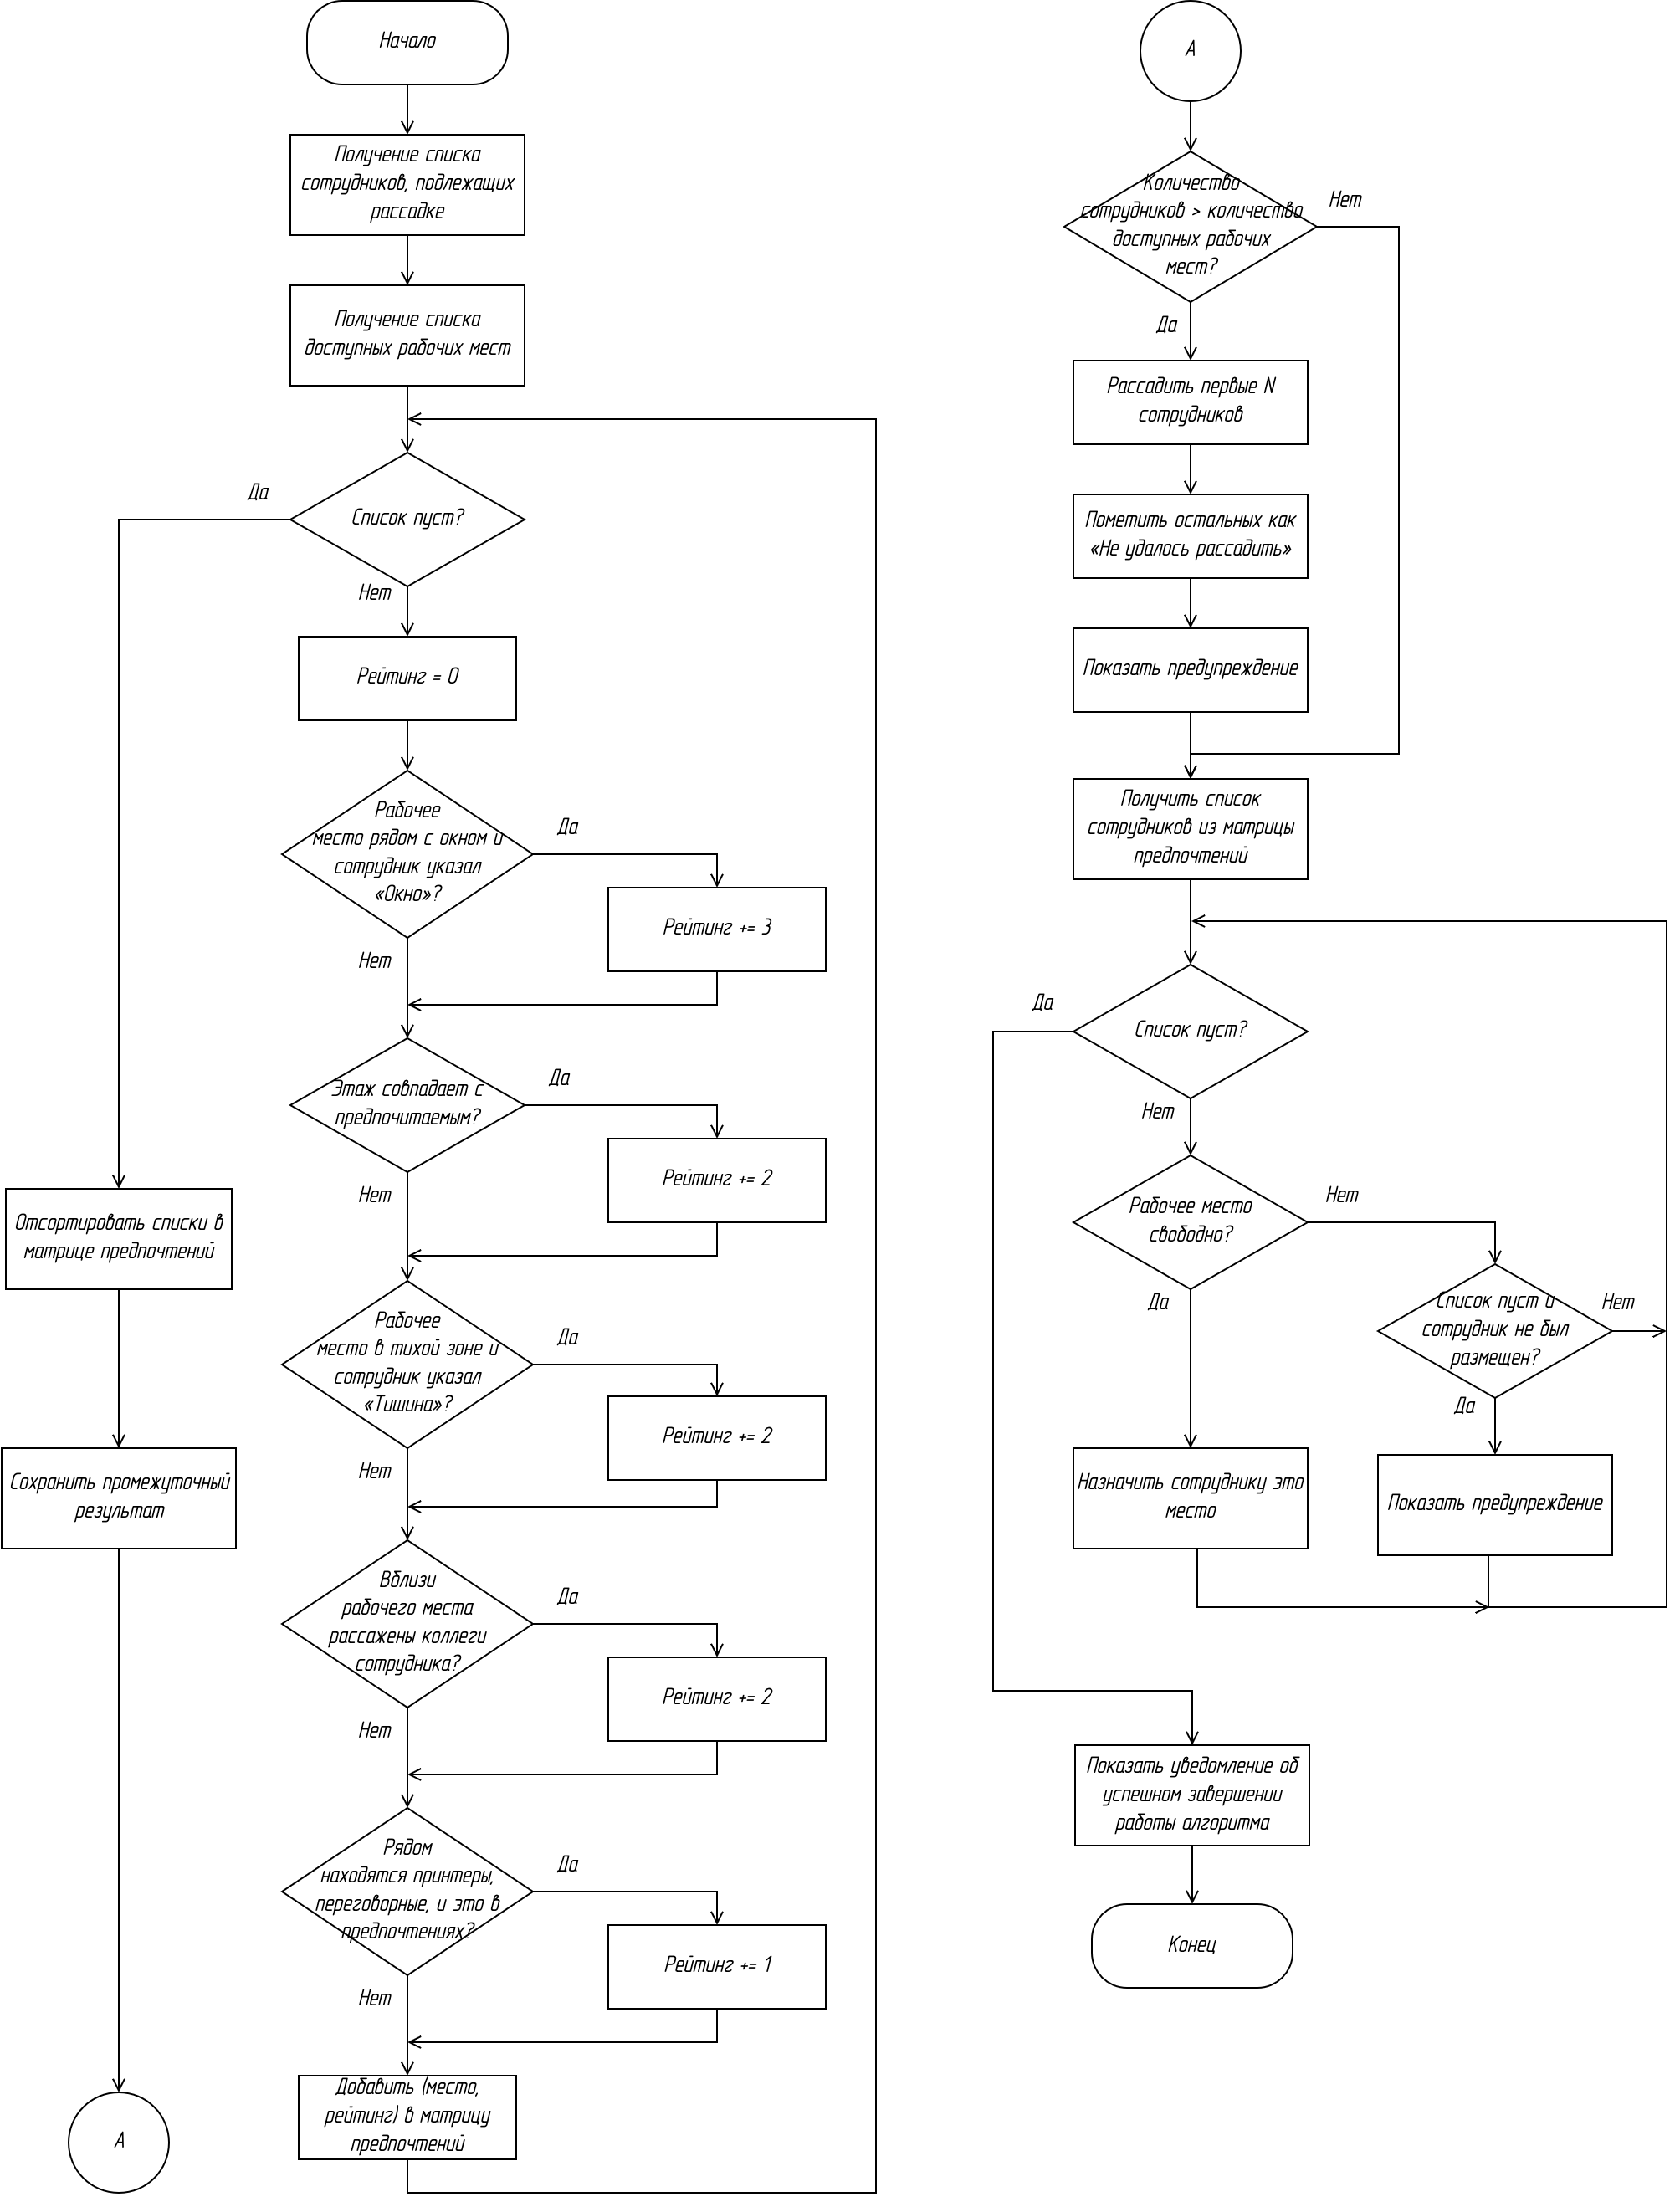 Начало
Получение списка
сотрудников, подлежащих
рассадке
Получение списка
доступных рабочих мест
Список пуст?
Да
Нет
Рейтинг = 0
Рабочее
место рядом с окном и
сотрудник указал
«Окно»?
Да
Рейтинг += 3
Нет
Этаж совпадает с
предпочитаемым?
Да
Рейтинг += 2
Нет
Рабочее
место в тихой зоне и
сотрудник указал
«Тишина»?
Да
Рейтинг += 2
Нет
Вблизи
рабочего места
рассажены коллеги
сотрудника?
Да
Рейтинг += 2
Нет
Рядом
находятся принтеры,
переговорные, и это в
предпочтениях?
Да
Рейтинг += 1
Нет
Добавить (место,
рейтинг) в матрицу
предпочтений
Отсортировать списки в
матрице предпочтений
Сохранить промежуточный
результат
А
А
Количество
сотрудников > количество
доступных рабочих
мест?
Нет
Да
Рассадить первые N
сотрудников
Пометить остальных как
«Не удалось рассадить»
Показать предупреждение
Получить список
сотрудников из матрицы
предпочтений
Список пуст?
Да
Нет
Рабочее место
свободно?
Нет
Да
Список пуст и
сотрудник не был
размещен?
Нет
Да
Назначить сотруднику это
место
Показать предупреждение
Показать уведомление об
успешном завершении
работы алгоритма
Конец